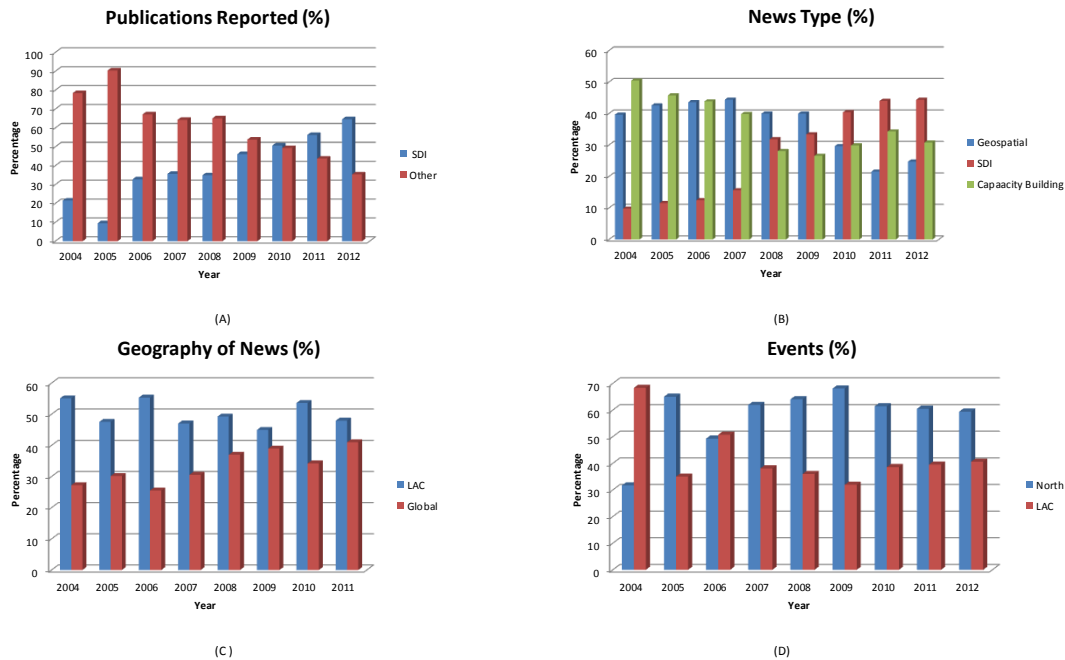 Publications Reported (%)
100
90
80
70
60
50
40
30
20
10
0
Percentage
2004 2005 2006 2007 2008 2009 2010 2011 2012
Year
SDI
Other
(A)
News Type (%)
60
50
40
30
20
10
0
Percentage
2004 2005 2006 2007 2008 2009 2010 2011 2012
Year
Geospatial
SDI
Capaacity Building
(B)
Geography of News (%)
60
50
40
30
20
10
0
Percentage
2004 2005 2006 2007 2008 2009 2010 2011
Year
LAC
Global
(C )
Events (%)
70
60
50
40
30
20
10
0
Percentage
2004 2005 2006 2007 2008 2009 2010 2011 2012
Year
North
LAC
(D)